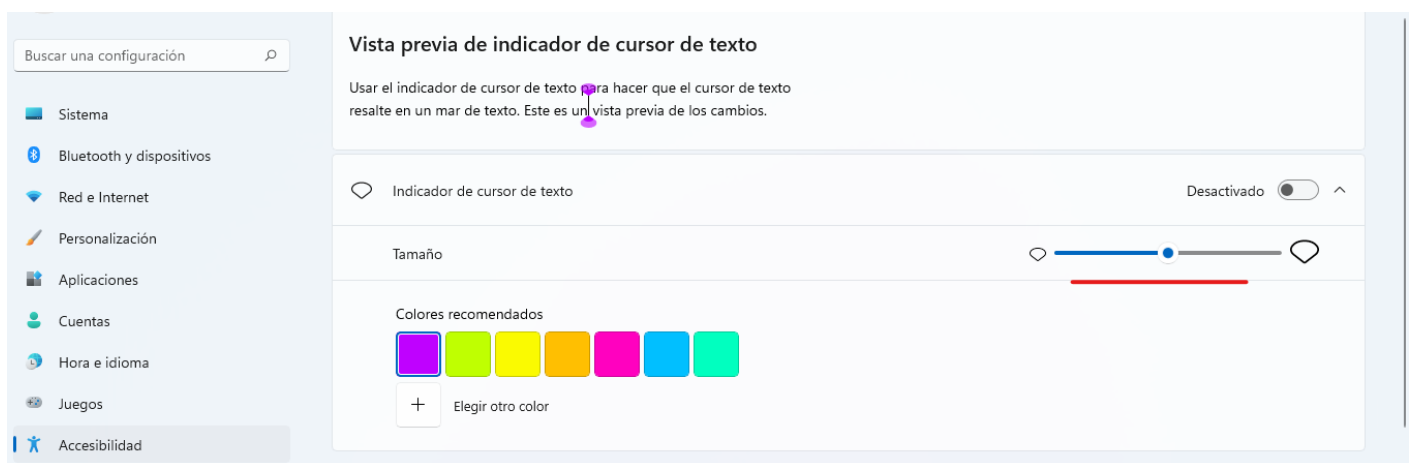 Buscar una configuración
Sistema
Bluetooth y dispositivos
Red e Internet
Personalización
Aplicaciones
Cuentas
Hora e idioma
Juegos
Accesibilidad
Vista previa de indicador de cursor de texto
Usar el indicador de cursor de texto para hacer que el cursor de texto
resalte en un mar de texto. Este es un vista previa de los cambios.
Indicador de cursor de texto
Desactivado
Tamaño
Colores recomendados
Elegir otro color